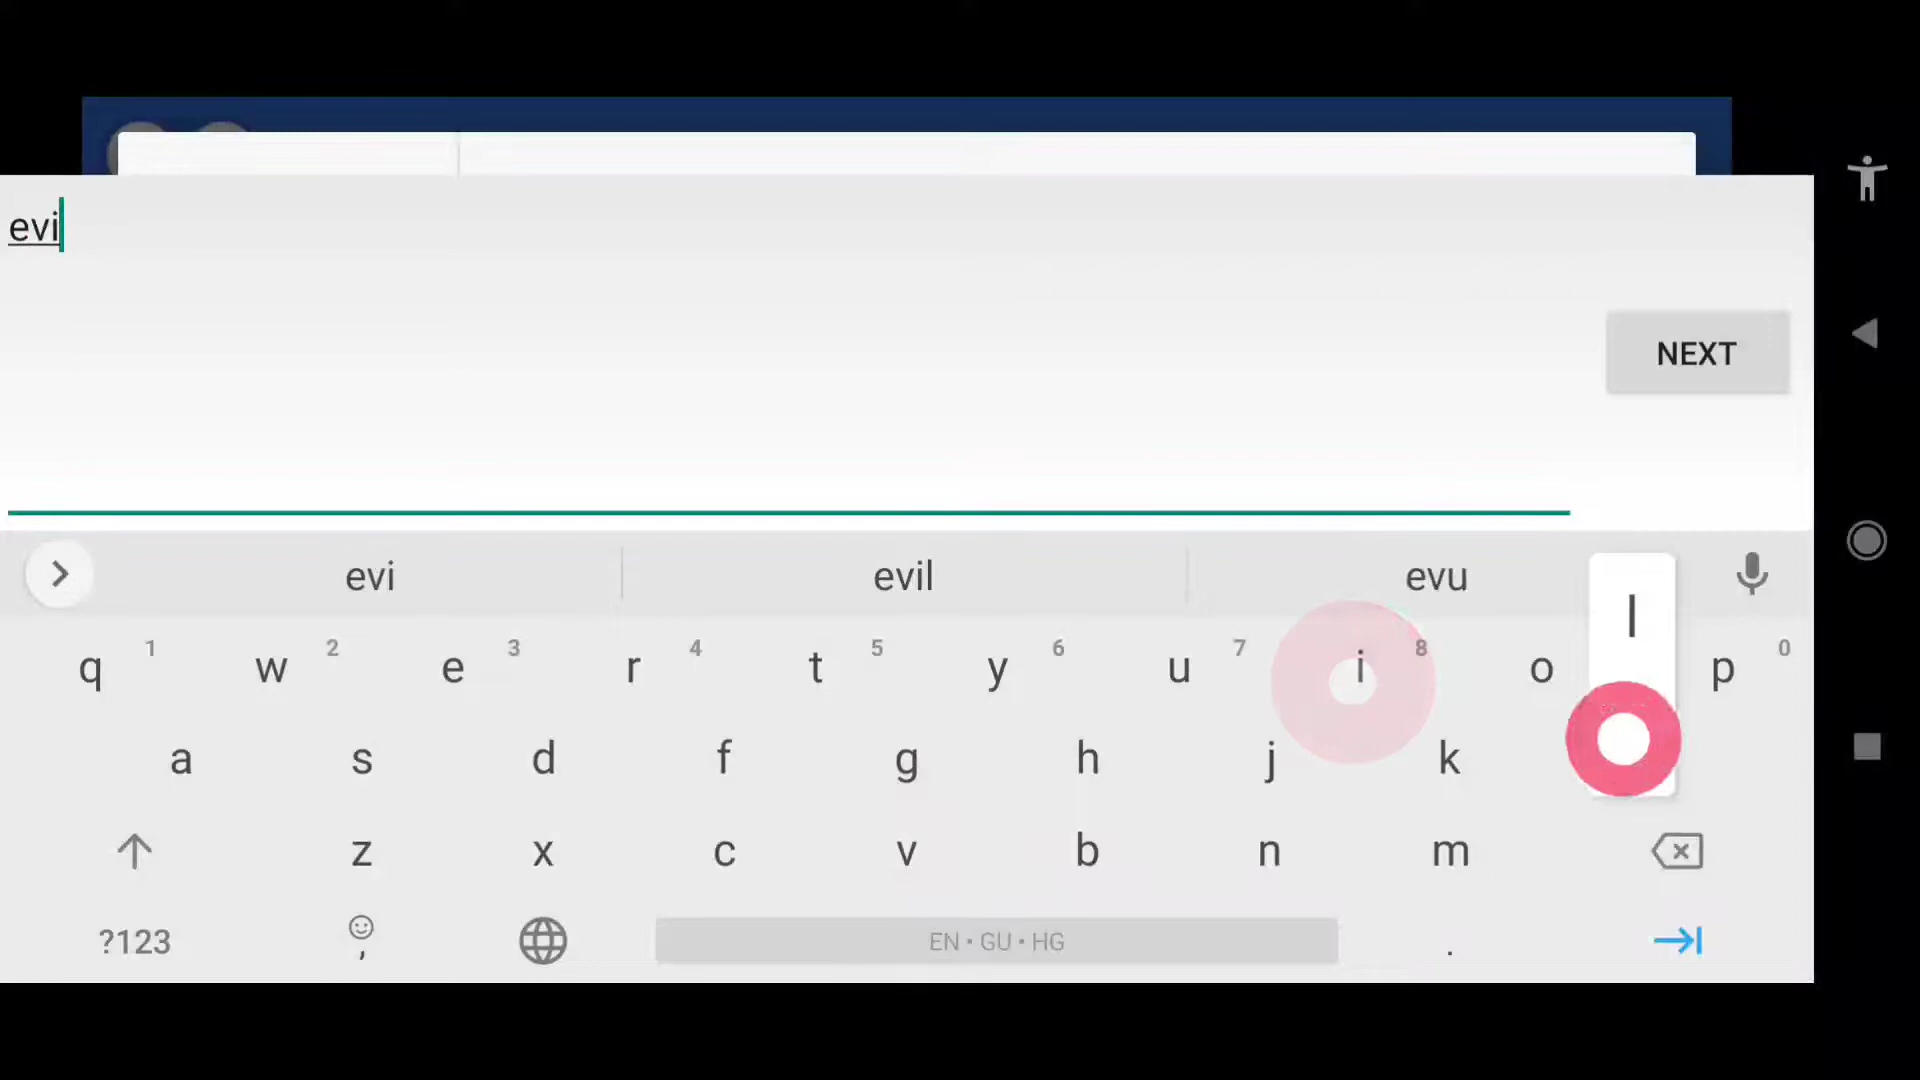 evi
NEXT
evi evil evu
l
q 1 w 2 e 3 r 4 t 5 y 6 u 7 i 8 o p 0
a s d f g h j k
z x c v b n m
?123 , EN • GU • HG .